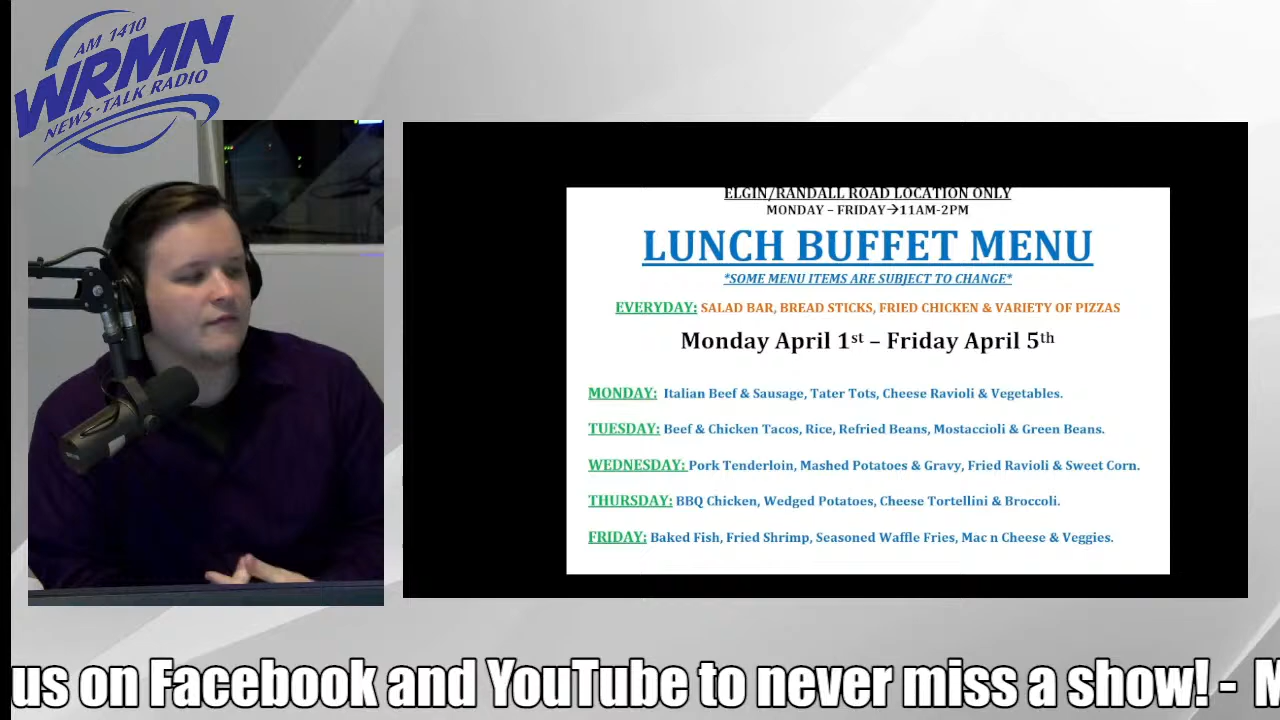 AM 1410
WRMN
NEWS·TALK RADIO
ELGIN/RANDALL ROAD LOCATION ONLY
MONDAY – FRIDAY→11AM-2PM
LUNCH BUFFET MENU
*SOME MENU ITEMS ARE SUBJECT TO CHANGE*
EVERYDAY: SALAD BAR, BREAD STICKS, FRIED CHICKEN & VARIETY OF PIZZAS
Monday April 1st – Friday April 5th
MONDAY: Italian Beef & Sausage, Tater Tots, Cheese Ravioli & Vegetables.
TUESDAY: Beef & Chicken Tacos, Rice, Refried Beans, Mostaccioli & Green Beans.
WEDNESDAY: Pork Tenderloin, Mashed Potatoes & Gravy, Fried Ravioli & Sweet Corn.
THURSDAY: BBQ Chicken, Wedged Potatoes, Cheese Tortellini & Broccoli.
FRIDAY: Baked Fish, Fried Shrimp, Seasoned Waffle Fries, Mac n Cheese & Veggies.
us on Facebook and YouTube to never miss a show! - M